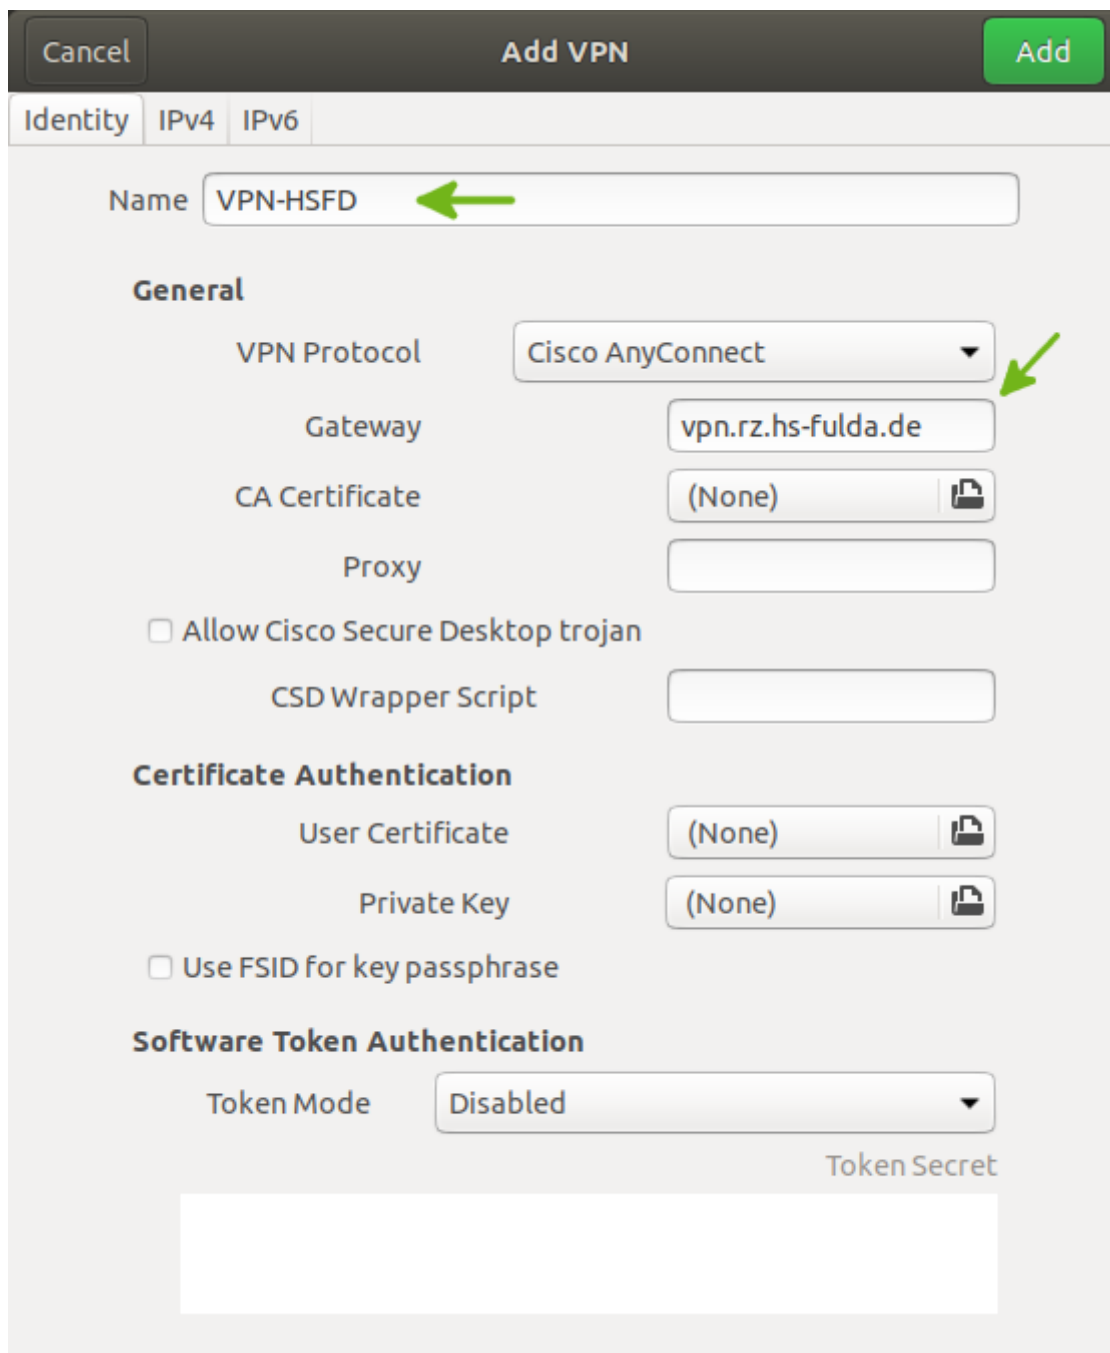 Cancel Add VPN Add
Identity IPv4 IPv6
Name VPN-HSFD
General
VPN Protocol Cisco AnyConnect
Gateway vpn.rz.hs-fulda.de
CA Certificate (None)
Proxy
Allow Cisco Secure Desktop trojan
CSD Wrapper Script
Certificate Authentication
User Certificate (None)
Private Key (None)
Use FSID for key passphrase
Software Token Authentication
Token Mode Disabled
Token Secret